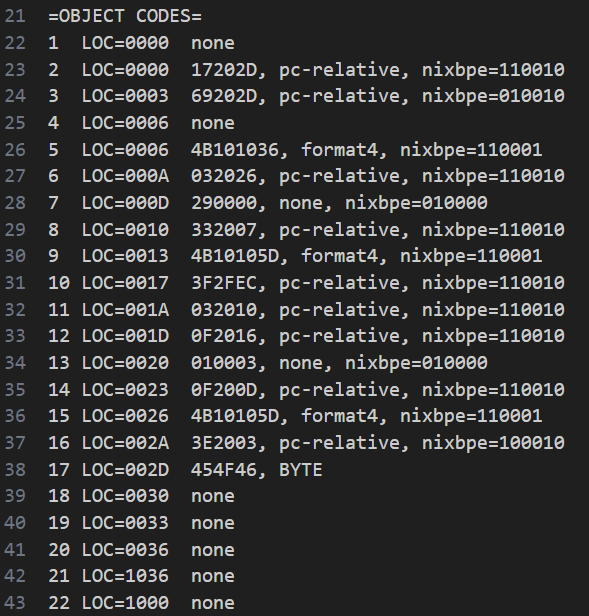 21 =OBJECT CODES=
22 1 LOC=0000 none
23 2 LOC=0000 17202D, pc-relative, nixbpe=110010
24 3 LOC=0003 69202D, pc-relative, nixbpe=010010
25 4 LOC=0006 none
26 5 LOC=0006 4B101036, format4, nixbpe=110001
27 6 LOC=000A 032026, pc-relative, nixbpe=110010
28 7 LOC=000D 290000, none, nixbpe=010000
29 8 LOC=0010 332007, pc-relative, nixbpe=110010
30 9 LOC=0013 4B10105D, format4, nixbpe=110001
31 10 LOC=0017 3F2FEC, pc-relative, nixbpe=110010
32 11 LOC=001A 032010, pc-relative, nixbpe=110010
33 12 LOC=001D 0F2016, pc-relative, nixbpe=110010
34 13 LOC=0020 010003, none, nixbpe=010000
35 14 LOC=0023 0F200D, pc-relative, nixbpe=110010
36 15 LOC=0026 4B10105D, format4, nixbpe=110001
37 16 LOC=002A 3E2003, pc-relative, nixbpe=100010
38 17 LOC=002D 454F46, BYTE
39 18 LOC=0030 none
40 19 LOC=0033 none
41 20 LOC=0036 none
42 21 LOC=1036 none
43 22 LOC=1000 none